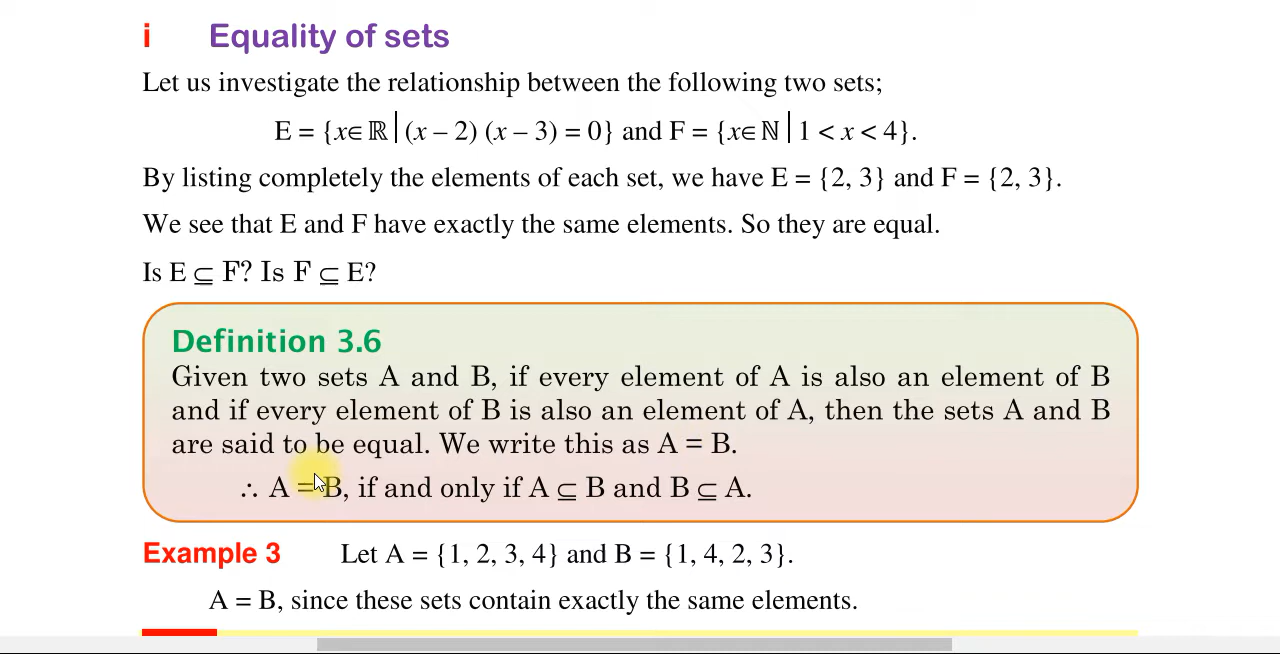 i Equality of sets
Let us investigate the relationship between the following two sets;
E = {x∈ ℝ | (x – 2) (x – 3) = 0} and F = {x∈ ℕ | 1 < x < 4}.
By listing completely the elements of each set, we have E = {2, 3} and F = {2, 3}.
We see that E and F have exactly the same elements. So they are equal.
Is E ⊆ F? Is F ⊆ E?
Definition 3.6
Given two sets A and B, if every element of A is also an element of B
and if every element of B is also an element of A, then the sets A and B
are said to be equal. We write this as A = B.
∴ A = B, if and only if A ⊆ B and B ⊆ A.
Example 3 Let A = {1, 2, 3, 4} and B = {1, 4, 2, 3}.
A = B, since these sets contain exactly the same elements.